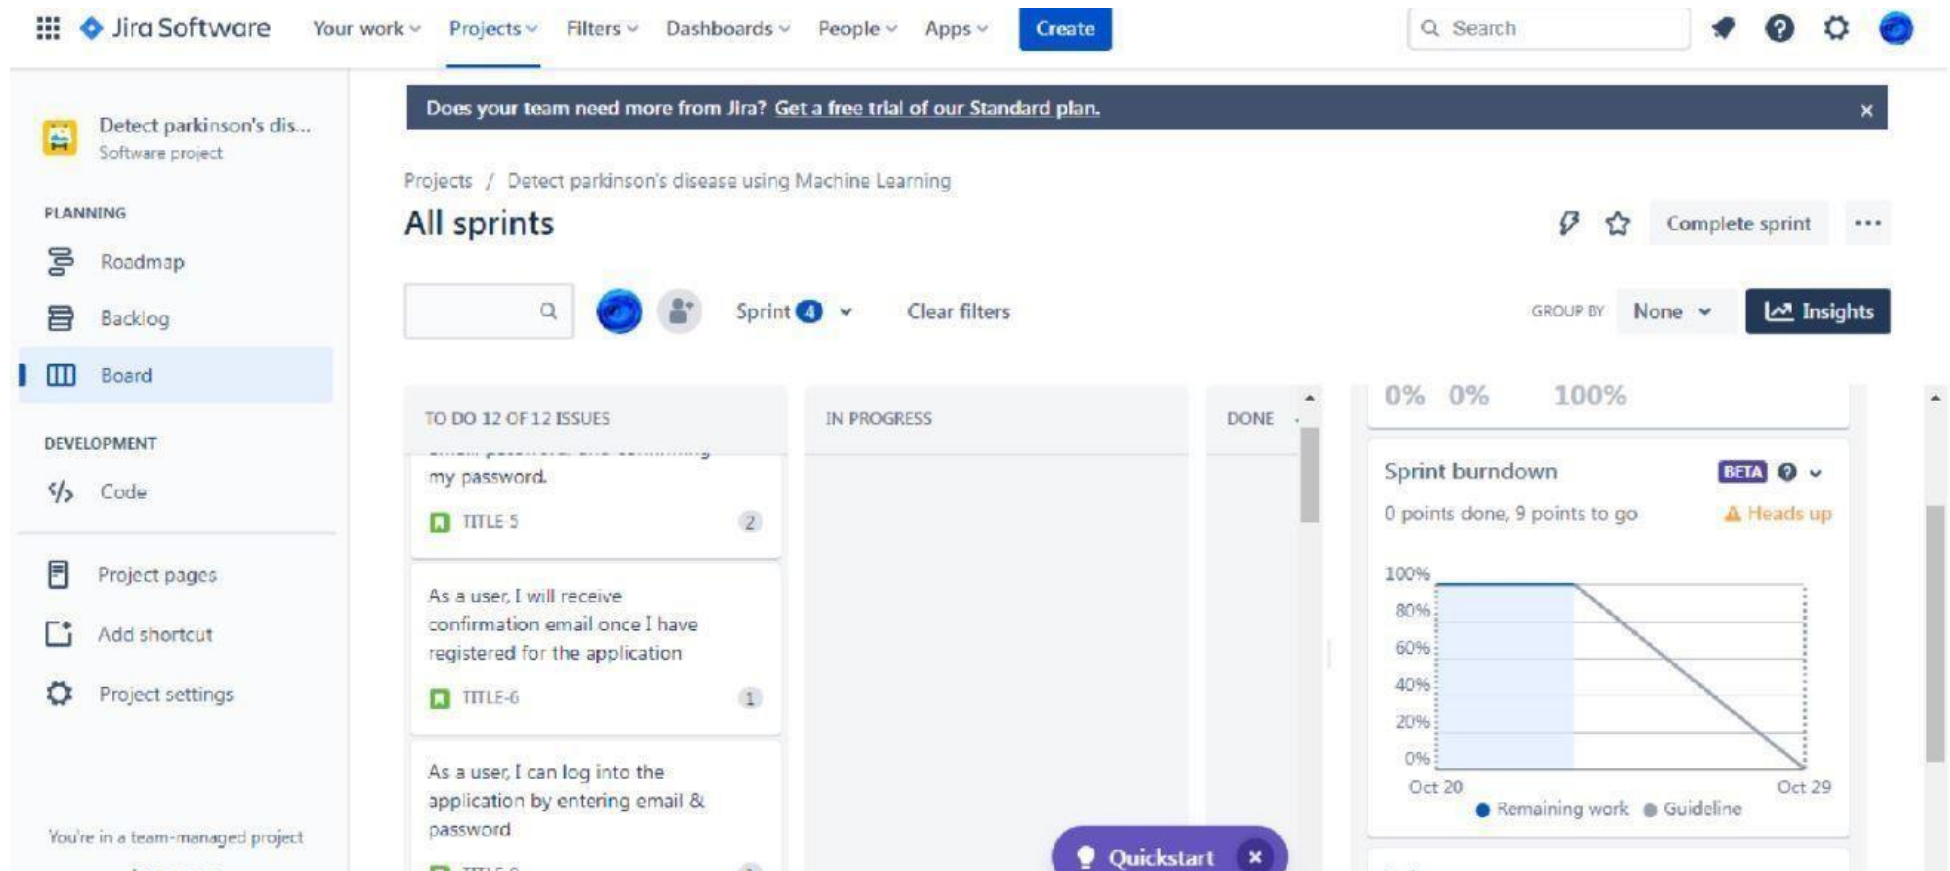 Jira Software Your work Projects Filters Dashboards People Apps Create Search
Does your team need more from Jira? Get a free trial of our Standard plan.
Detect parkinson's dis...
Software project
PLANNING
Roadmap
Backlog
Board
DEVELOPMENT
Code
Project pages
Add shortcut
Project settings
You're in a team-managed project
Projects / Detect parkinson's disease using Machine Learning
All sprints
Complete sprint
Sprint 4 Clear filters
GROUP BY None Insights
TO DO 12 OF 12 ISSUES
my password.
TITLE-5 2
As a user, I will receive
confirmation email once I have
registered for the application
TITLE-6 1
As a user, I can log into the
application by entering email &
password
IN PROGRESS
DONE
0% 0% 100%
Sprint burndown BETA
0 points done, 9 points to go Heads up
100%
80%
60%
40%
20%
0%
Oct 20 Oct 29
Remaining work Guideline
Quickstart